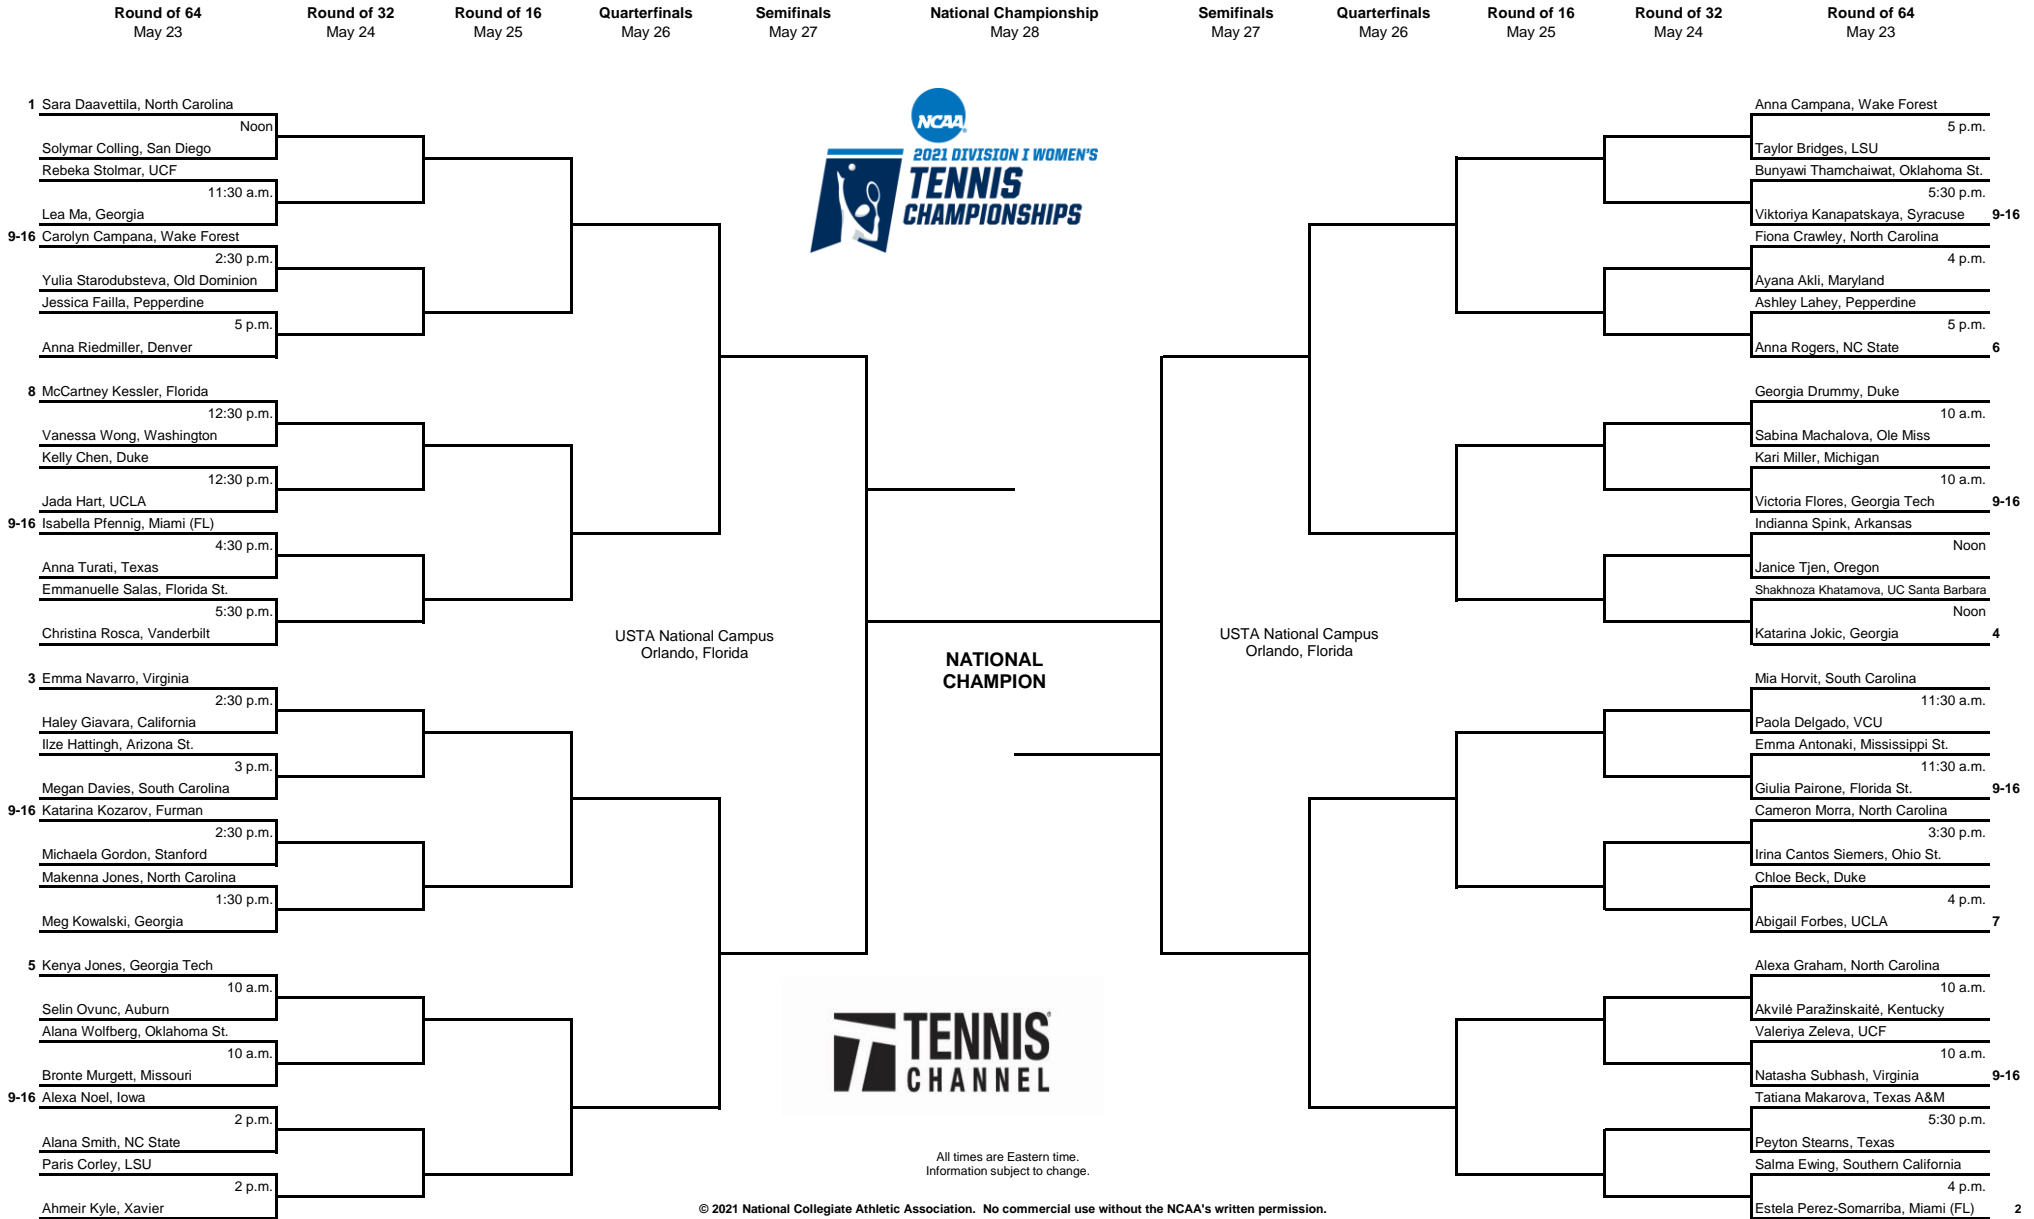 Round of 64 Round of 32 Round of 16 Quarterfinals Semifinals National Championship Semifinals Quarterfinals Round of 16 Round of 32 Round of 64
May 23 May 24 May 25 May 26 May 27 May 28 May 27 May 26 May 25 May 24 May 23
1 Sara Daavettila, North Carolina
Noon
Solymar Colling, San Diego
Rebeka Stolmar, UCF
11:30 a.m.
Lea Ma, Georgia
9-16 Carolyn Campana, Wake Forest
2:30 p.m.
Yulia Starodubsteva, Old Dominion
Jessica Failla, Pepperdine
5 p.m.
Anna Riedmiller, Denver
8 McCartney Kessler, Florida
12:30 p.m.
Vanessa Wong, Washington
Kelly Chen, Duke
12:30 p.m.
Jada Hart, UCLA
9-16 Isabella Pfennig, Miami (FL)
4:30 p.m.
Anna Turati, Texas
Emmanuelle Salas, Florida St.
5:30 p.m.
Christina Rosca, Vanderbilt
3 Emma Navarro, Virginia
2:30 p.m.
Haley Giavara, California
Ilze Hattingh, Arizona St.
3 p.m.
Megan Davies, South Carolina
9-16 Katarina Kozarov, Furman
2:30 p.m.
Michaela Gordon, Stanford
Makenna Jones, North Carolina
1:30 p.m.
Meg Kowalski, Georgia
5 Kenya Jones, Georgia Tech
10 a.m.
Selin Ovunc, Auburn
Alana Wolfberg, Oklahoma St.
10 a.m.
Bronte Murgett, Missouri
9-16 Alexa Noel, Iowa
2 p.m.
Alana Smith, NC State
Paris Corley, LSU
2 p.m.
Ahmeir Kyle, Xavier
NCAA
2021 DIVISION I WOMEN'S
TENNIS
CHAMPIONSHIPS
USTA National Campus
Orlando, Florida
NATIONAL
CHAMPION
USTA National Campus
Orlando, Florida
TENNIS
CHANNEL
All times are Eastern time.
Information subject to change.
Anna Campana, Wake Forest
5 p.m.
Taylor Bridges, LSU
Bunyawi Thamchaiwat, Oklahoma St.
5:30 p.m.
Viktoriya Kanapatskaya, Syracuse 9-16
Fiona Crawley, North Carolina
4 p.m.
Ayana Akli, Maryland
Ashley Lahey, Pepperdine
5 p.m.
Anna Rogers, NC State 6
Georgia Drummy, Duke
10 a.m.
Sabina Machalova, Ole Miss
Kari Miller, Michigan
10 a.m.
Victoria Flores, Georgia Tech 9-16
Indianna Spink, Arkansas
Noon
Janice Tjen, Oregon
Shakhnoza Khatamova, UC Santa Barbara
Noon
Katarina Jokic, Georgia 4
Mia Horvit, South Carolina
11:30 a.m.
Paola Delgado, VCU
Emma Antonaki, Mississippi St.
11:30 a.m.
Giulia Pairone, Florida St. 9-16
Cameron Morra, North Carolina
3:30 p.m.
Irina Cantos Siemers, Ohio St.
Chloe Beck, Duke
4 p.m.
Abigail Forbes, UCLA 7
Alexa Graham, North Carolina
10 a.m.
Akvilė Paražinskaitė, Kentucky
Valeriya Zeleva, UCF
10 a.m.
Natasha Subhash, Virginia 9-16
Tatiana Makarova, Texas A&M
5:30 p.m.
Peyton Stearns, Texas
Salma Ewing, Southern California
4 p.m.
Estela Perez-Somarriba, Miami (FL) 2
© 2021 National Collegiate Athletic Association. No commercial use without the NCAA's written permission.